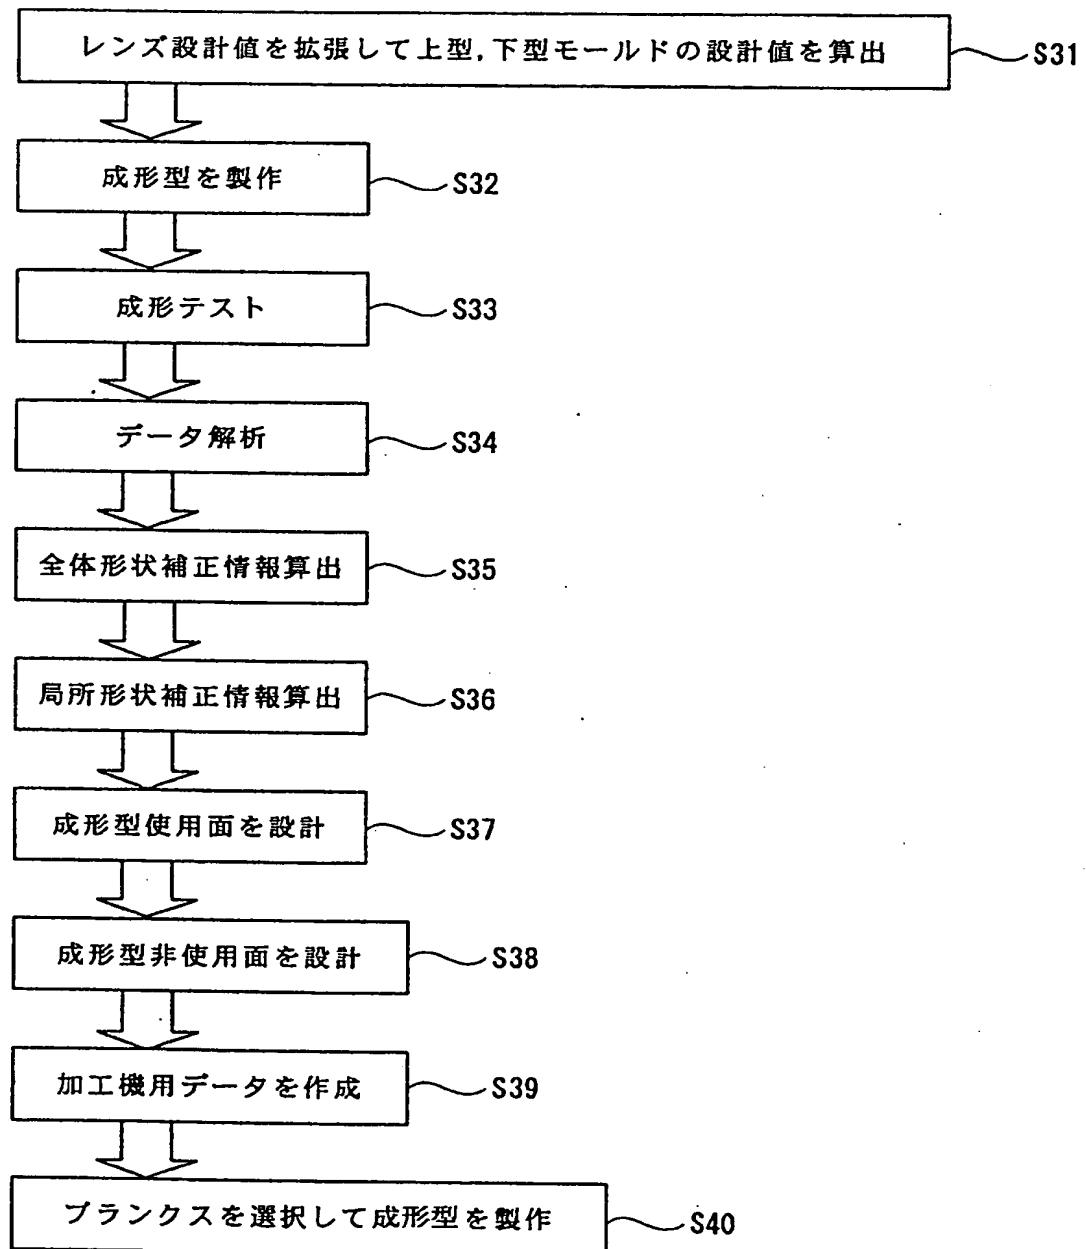 レンズ設計値を拡張して上型,下型モールドの設計値を算出 S31
成形型を製作 S32
成形テスト S33
データ解析 S34
全体形状補正情報算出 S35
局所形状補正情報算出 S36
成形型使用面を設計 S37
成形型非使用面を設計 S38
加工機用データを作成 S39
ブランクスを選択して成形型を製作 S40